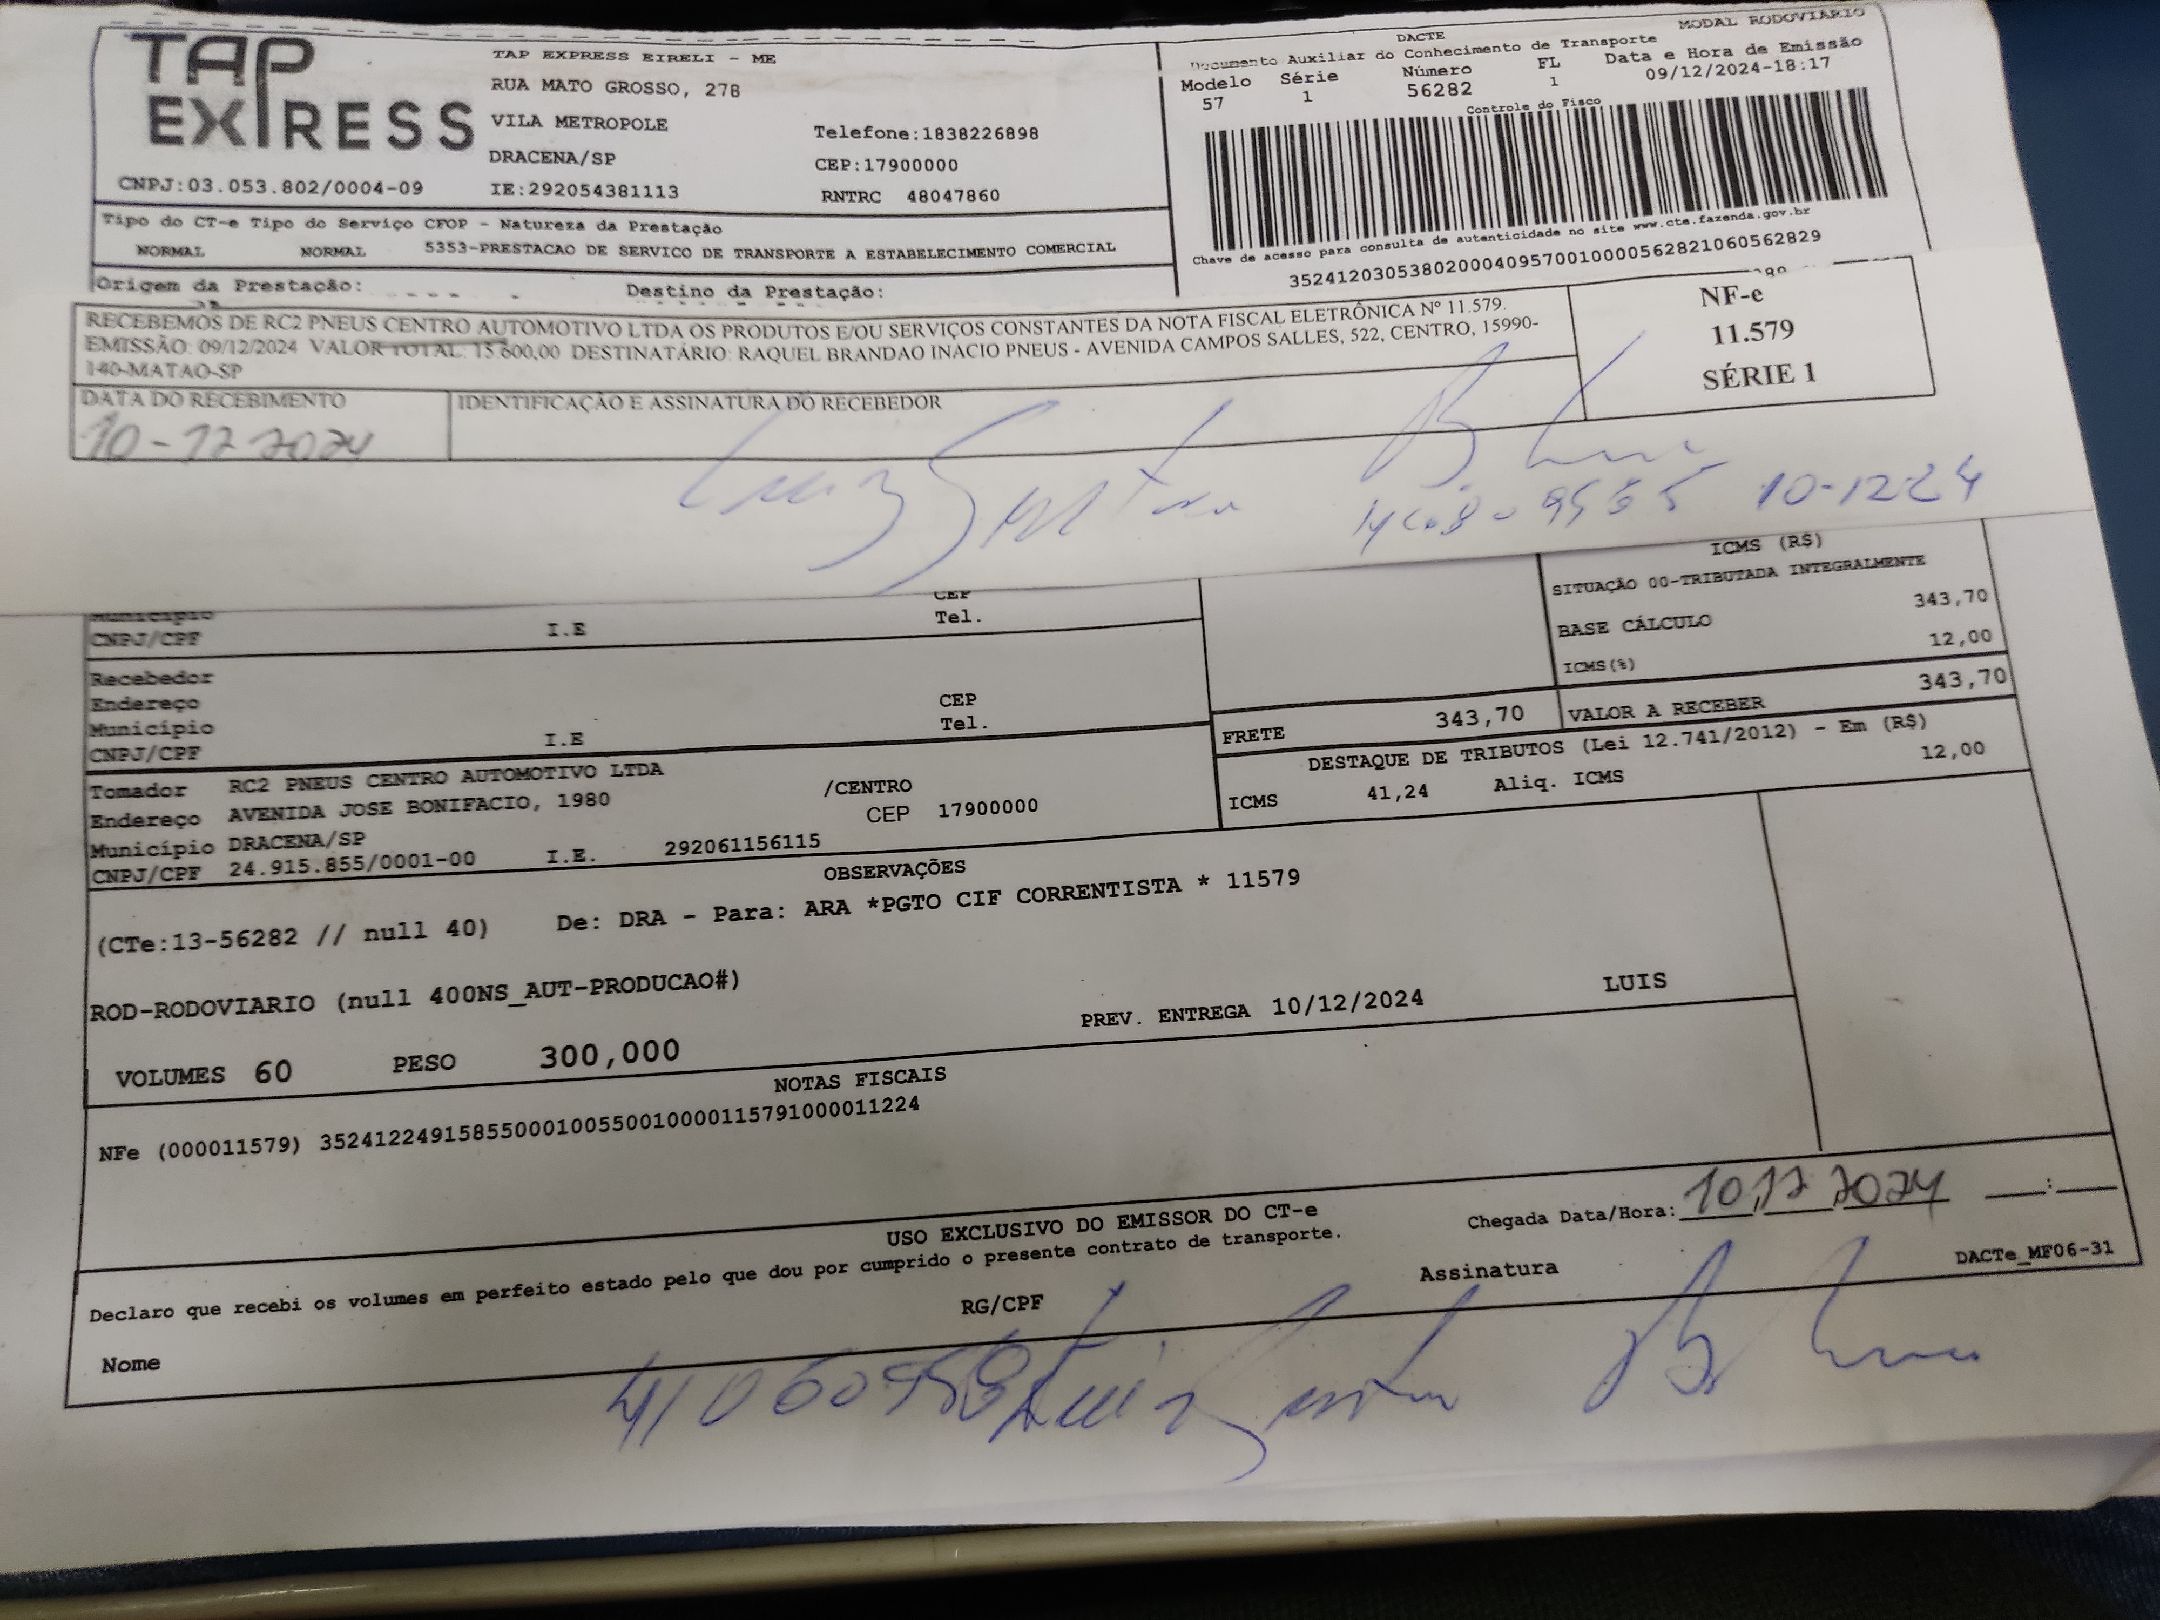 TAP
EXPRESS
CNPJ:03.053.802/0004-09
TAP EXPRESS EIRELI - ME
RUA MATO GROSSO, 278
VILA METROPOLE
DRACENA/SP
IE:292054381113
Telefone:1838226898
CEP:17900000
RNTRC 48047860
DACTE
MODAL RODOVIÁRIO
Documento Auxiliar do Conhecimento de Transporte
Modelo Série Número FL Data e Hora de Emissão
57 1 56282 1 09/12/2024-18:17
Controle do Fisco
Chave de acesso para consulta de autenticidade no site www.cte.fazenda.gov.br
35241203053802000409570010000562821060562829
Tipo do CT-e Tipo do Serviço CFOP - Natureza da Prestação
NORMAL NORMAL 5353-PRESTACAO DE SERVICO DE TRANSPORTE A ESTABELECIMENTO COMERCIAL
Origem da Prestação: Destino da Prestação:
RECEBEMOS DE RC2 PNEUS CENTRO AUTOMOTIVO LTDA OS PRODUTOS E/OU SERVIÇOS CONSTANTES DA NOTA FISCAL ELETRÔNICA Nº 11.579.
EMISSÃO: 09/12/2024 VALOR TOTAL: 15.600,00 DESTINATÁRIO: RAQUEL BRANDAO INACIO PNEUS - AVENIDA CAMPOS SALLES, 522, CENTRO, 15990-
140-MATAO-SP
NF-e
11.579
SÉRIE 1
DATA DO RECEBIMENTO
10-12 2024
IDENTIFICAÇÃO E ASSINATURA DO RECEBEDOR
10-12-24
Município CEP
CNPJ/CPF I.E Tel.
Recebedor
Endereço CEP
Município Tel.
CNPJ/CPF I.E
ICMS (R$)
SITUAÇÃO 00-TRIBUTADA INTEGRALMENTE
BASE CÁLCULO 343,70
ICMS(%) 12,00
FRETE 343,70 VALOR A RECEBER 343,70
DESTAQUE DE TRIBUTOS (Lei 12.741/2012) - Em (R$)
ICMS 41,24 Aliq. ICMS 12,00
Tomador RC2 PNEUS CENTRO AUTOMOTIVO LTDA
Endereço AVENIDA JOSE BONIFACIO, 1980 /CENTRO
Município DRACENA/SP CEP 17900000
CNPJ/CPF 24.915.855/0001-00 I.E. 292061156115
OBSERVAÇÕES
(CTe:13-56282 // null 40) De: DRA - Para: ARA *PGTO CIF CORRENTISTA * 11579
ROD-RODOVIARIO (null 400NS_AUT-PRODUCAO#)
VOLUMES 60 PESO 300,000 PREV. ENTREGA 10/12/2024 LUIS
NOTAS FISCAIS
NFe (000011579) 35241224915855000100550010000115791000011224
USO EXCLUSIVO DO EMISSOR DO CT-e
Declaro que recebi os volumes em perfeito estado pelo que dou por cumprido o presente contrato de transporte.
Chegada Data/Hora: 10,12,2024 :
Nome RG/CPF Assinatura
DACTe_MF06-31